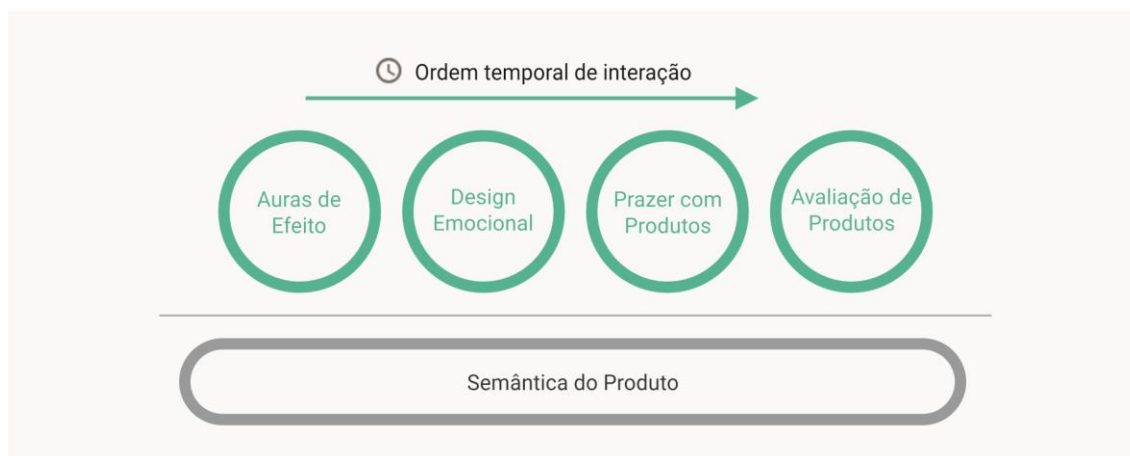 Ordem temporal de interação
Auras de
Efeito
Design
Emocional
Prazer com
Produtos
Avaliação de
Produtos
Semântica do Produto